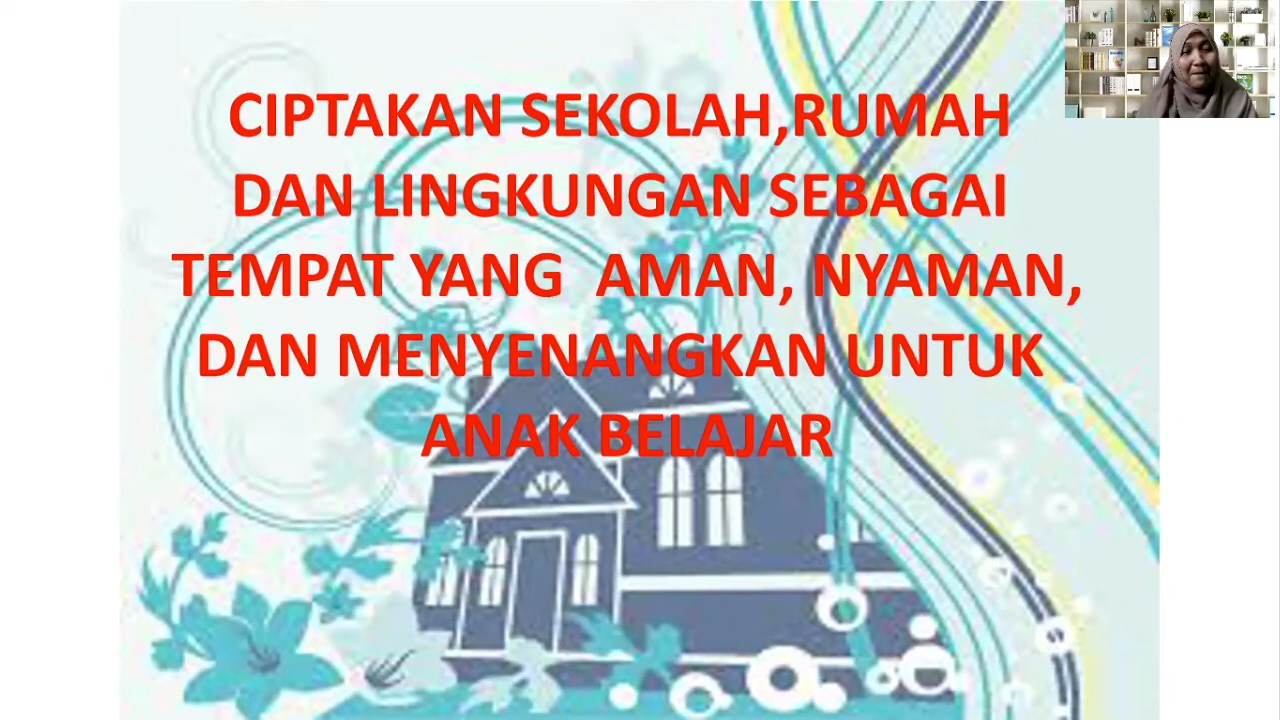 CIPTAKAN SEKOLAH,RUMAH
DAN LINGKUNGAN SEBAGAI
TEMPAT YANG  AMAN, NYAMAN,
DAN MENYENANGKAN UNTUK
ANAK BELAJAR